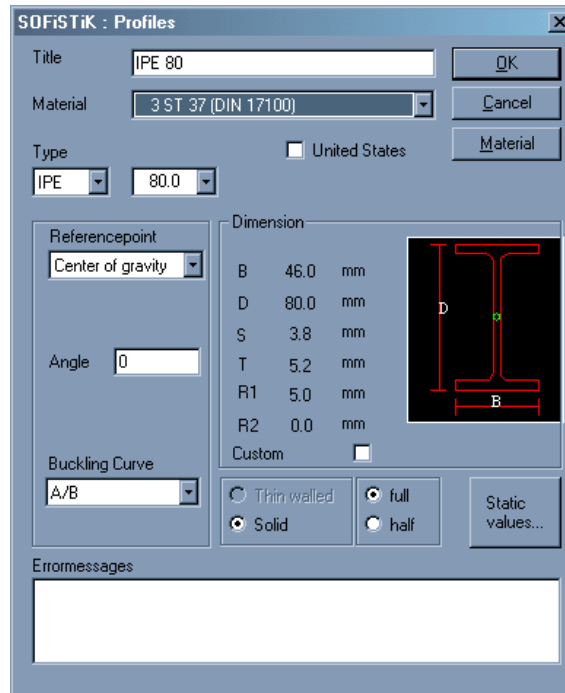 SOFiSTiK : Profiles
Title IPE 80 OK
Material 3 ST 37 (DIN 17100) Cancel
Type United States Material
IPE 80.0
Referencepoint Dimension
Center of gravity
B 46.0 mm
D 80.0 mm
S 3.8 mm
Angle 0 T 5.2 mm
R1 5.0 mm
R2 0.0 mm
D
B
Buckling Curve Custom
A/B Thin walled full Static
Solid half values...
Errormessages